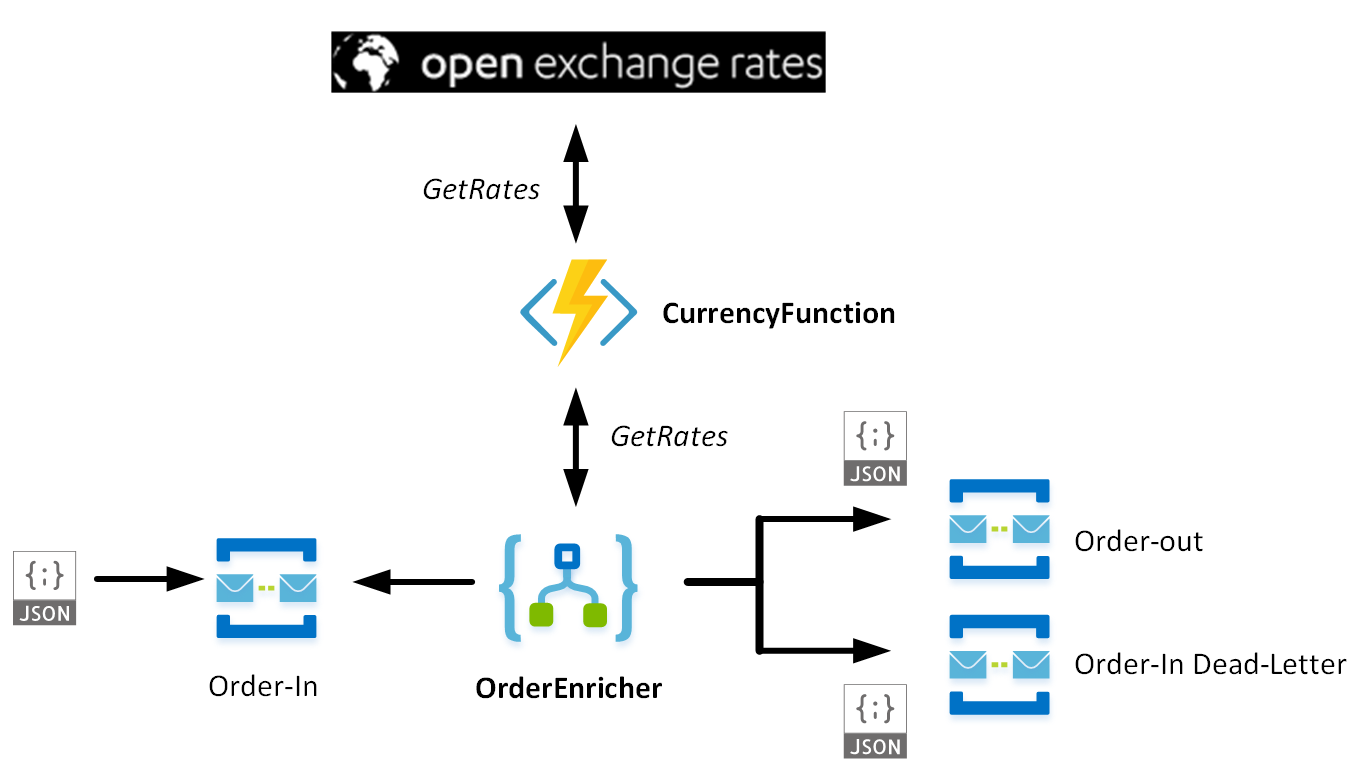 open exchange rates
GetRates
CurrencyFunction
GetRates
{;}
JSON
Order-out
{;}
JSON
Order-In
OrderEnricher
Order-In Dead-Letter
{;}
JSON